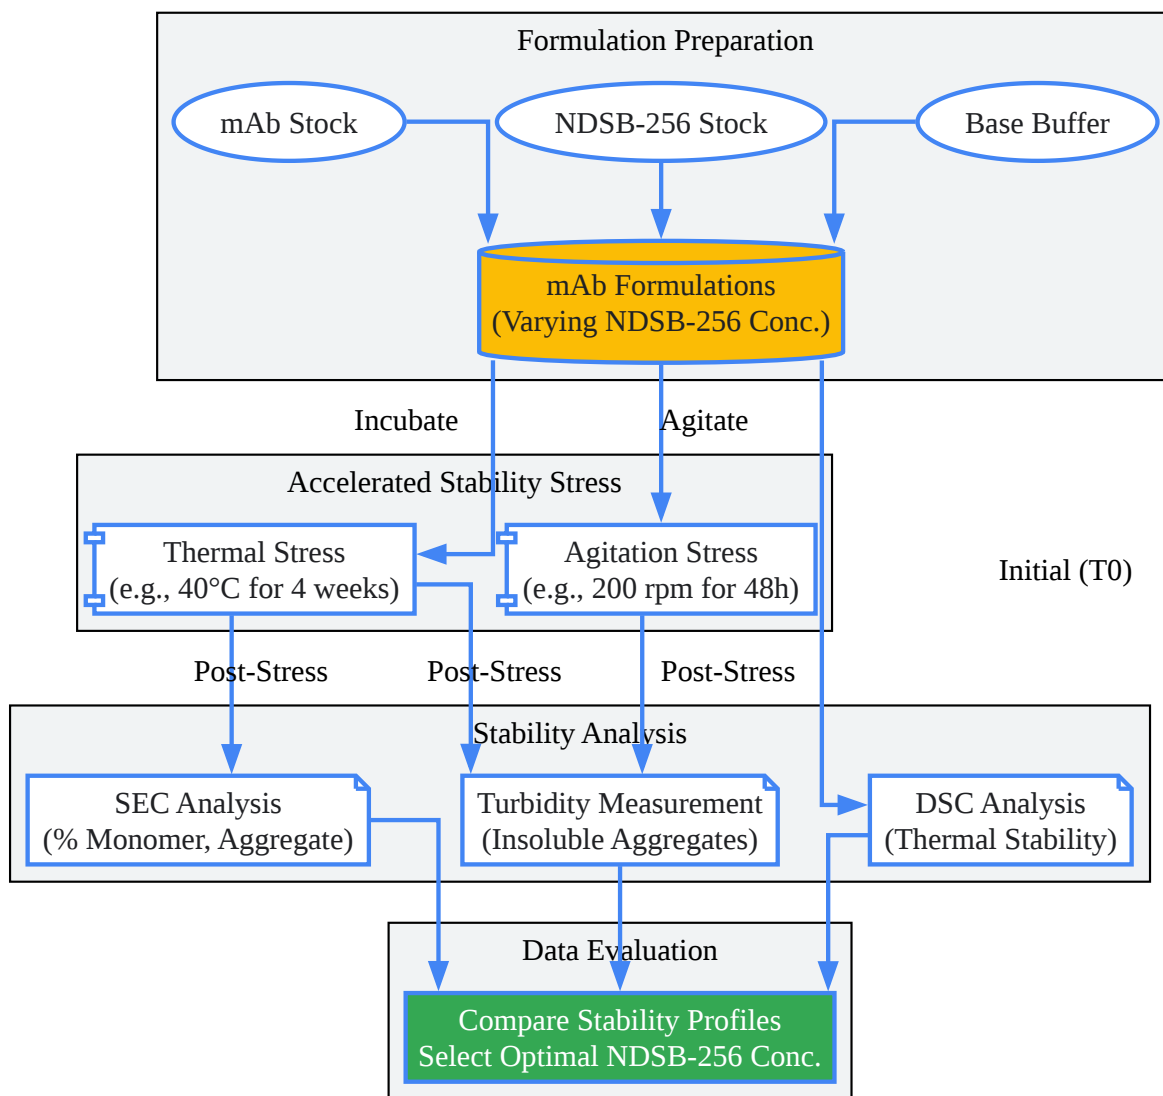 Formulation Preparation
mAb Stock
NDSB-256 Stock
Base Buffer
mAb Formulations
(Varying NDSB-256 Conc.)
Incubate
Agitate
Accelerated Stability Stress
Thermal Stress
(e.g., 40°C for 4 weeks)
Agitation Stress
(e.g., 200 rpm for 48h)
Initial (T0)
Post-Stress
Post-Stress
Post-Stress
Stability Analysis
SEC Analysis
(% Monomer, Aggregate)
Turbidity Measurement
(Insoluble Aggregates)
DSC Analysis
(Thermal Stability)
Data Evaluation
Compare Stability Profiles
Select Optimal NDSB-256 Conc.